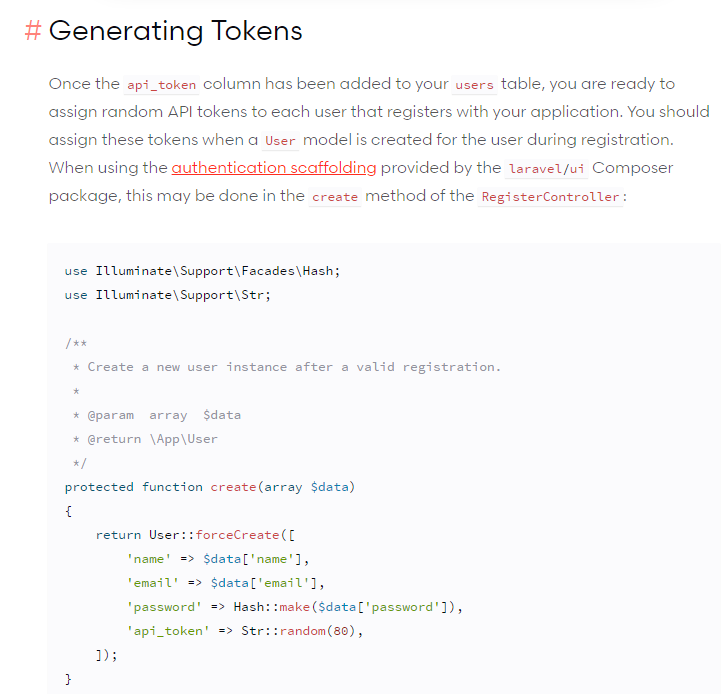 # Generating Tokens
Once the api_token column has been added to your users table, you are ready to
assign random API tokens to each user that registers with your application. You should
assign these tokens when a User model is created for the user during registration.
When using the authentication scaffolding provided by the laravel/ui Composer
package, this may be done in the create method of the RegisterController:
use Illuminate\Support\Facades\Hash;
use Illuminate\Support\Str;
/**
 * Create a new user instance after a valid registration.
 *
 * @param  array  $data
 * @return \App\User
 */
protected function create(array $data)
{
    return User::forceCreate([
        'name' => $data['name'],
        'email' => $data['email'],
        'password' => Hash::make($data['password']),
        'api_token' => Str::random(80),
    ]);
}